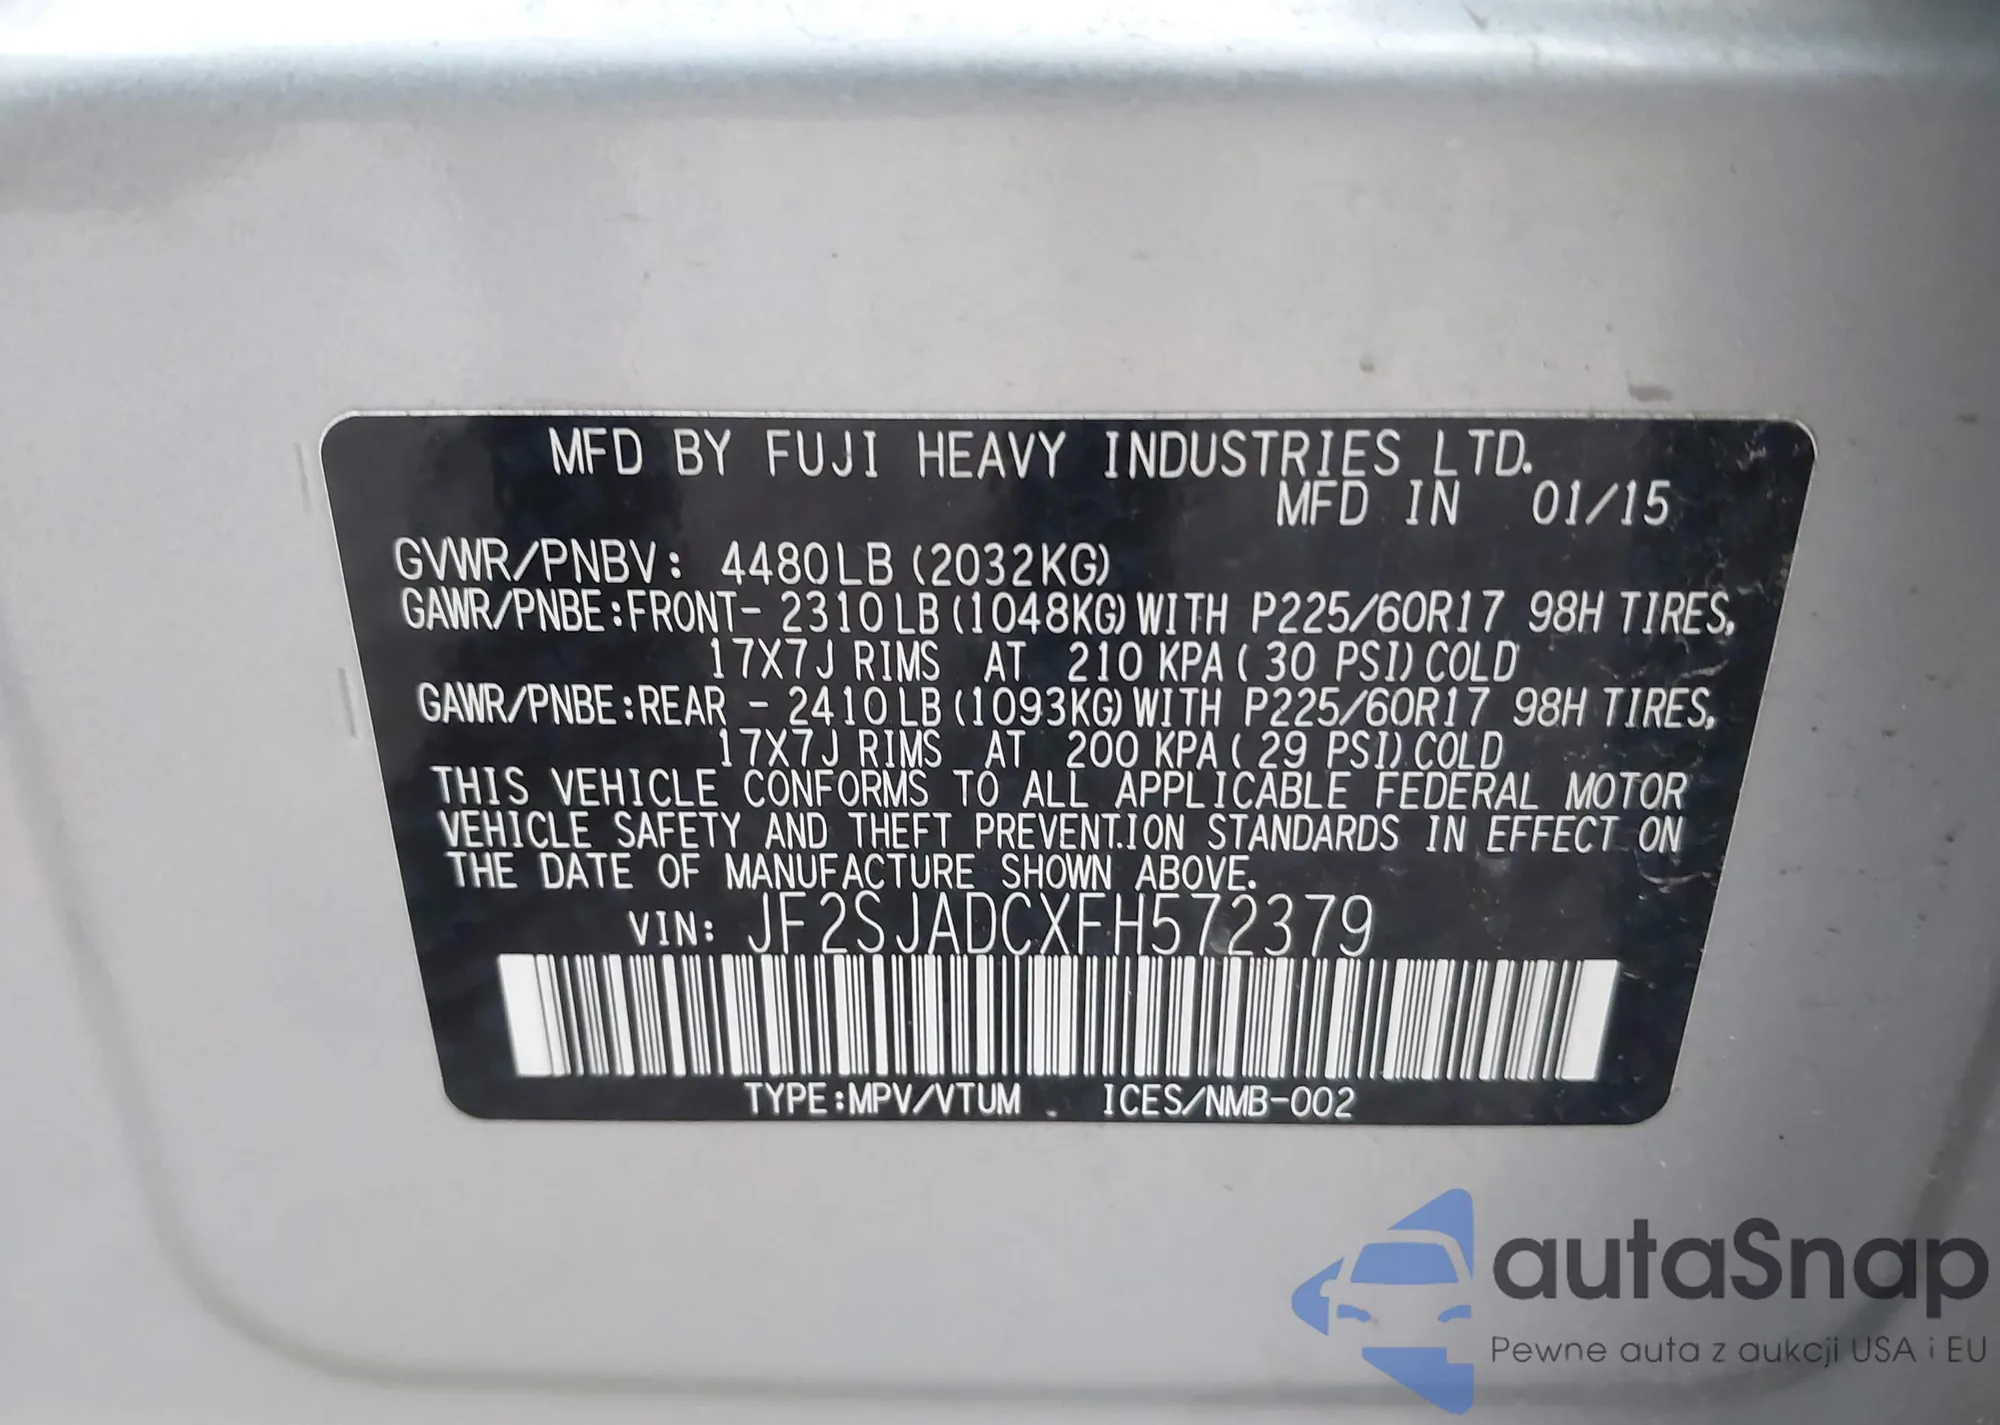 MFD BY FUJI HEAVY INDUSTRIES LTD.
MFD IN 01/15
GVWR/PNBV: 4480LB (2032KG)
GAWR/PNBE:FRONT- 2310LB (1048KG) WITH P225/60R17 98H TIRES,
17X7J RIMS AT 210 KPA ( 30 PSI) COLD
GAWR/PNBE:REAR - 2410LB (1093KG) WITH P225/60R17 98H TIRES,
17X7J RIMS AT 200 KPA ( 29 PSI) COLD
THIS VEHICLE CONFORMS TO ALL APPLICABLE FEDERAL MOTOR
VEHICLE SAFETY AND THEFT PREVENTION STANDARDS IN EFFECT ON
THE DATE OF MANUFACTURE SHOWN ABOVE.
VIN: JF2SJADCXFH572379
TYPE:MPV/VTUM ICES/NMB-002
autaSnap
Pewne auta z aukcji USA i EU